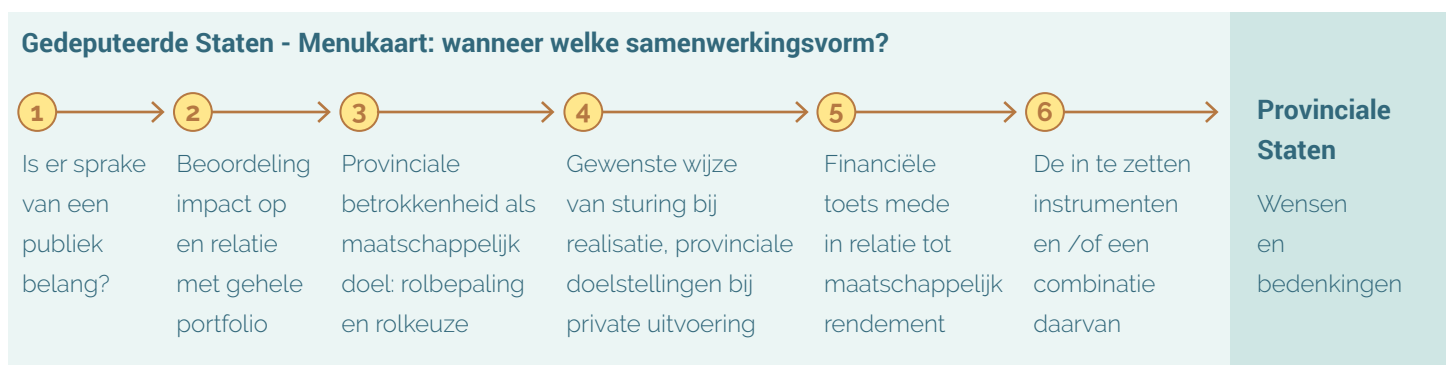 Gedeputeerde Staten - Menukaart: wanneer welke samenwerkingsvorm?
1
Is er sprake
van een
publiek
belang?
2
Beoordeling
impact op
en relatie
met gehele
portfolio
3
Provinciale
betrokkenheid als
maatschappelijk
doel: rolbepaling
en rolkeuze
4
Gewenste wijze
van sturing bij
realisatie, provinciale
doelstellingen bij
private uitvoering
5
Financiële
toets mede
in relatie tot
maatschappelijk
rendement
6
De in te zetten
instrumenten
en /of een
combinatie
daarvan
Provinciale
Staten
Wensen
en
bedenkingen